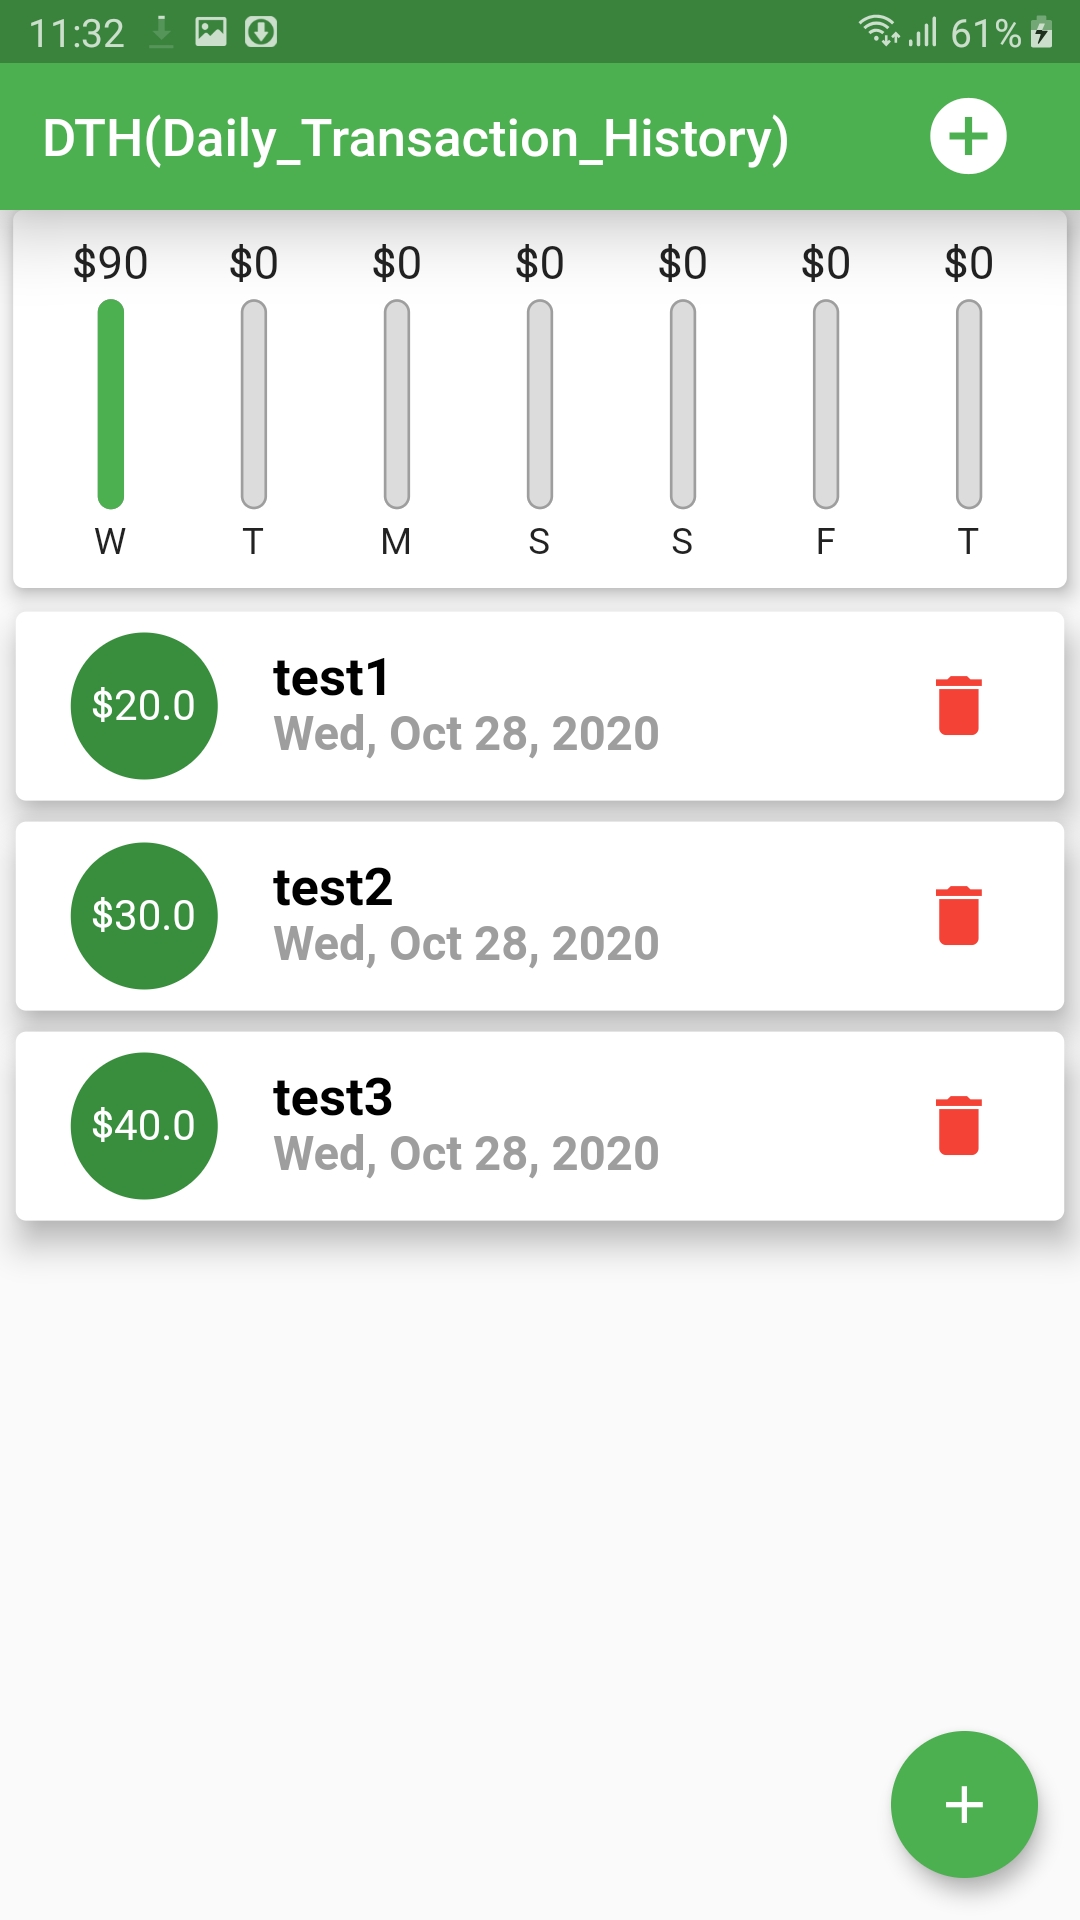 11:32 61%
DTH(Daily_Transaction_History)
$90 $0 $0 $0 $0 $0 $0
W T M S S F T
$20.0
test1
Wed, Oct 28, 2020
$30.0
test2
Wed, Oct 28, 2020
$40.0
test3
Wed, Oct 28, 2020